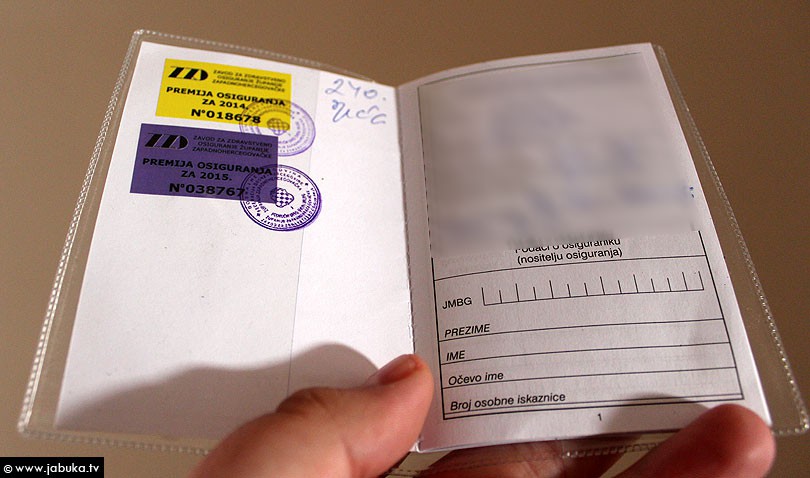 ZAVOD ZA ZDRAVSTVENO
OSIGURANJE ŽUPANIJE
ZAPADNOHERCEGOVAČKE
PREMIJA OSIGURANJA
ZA 2014.
N°018678
ZAVOD ZA ZDRAVSTVENO
OSIGURANJE ŽUPANIJE
ZAPADNOHERCEGOVAČKE
PREMIJA OSIGURANJA
ZA 2015.
N°038767
240.
Podaci o osiguraniku
(nositelju osiguranja)
JMBG
PREZIME
IME
Očevo ime
Broj osobne iskaznice
1
© www.jabuka.tv